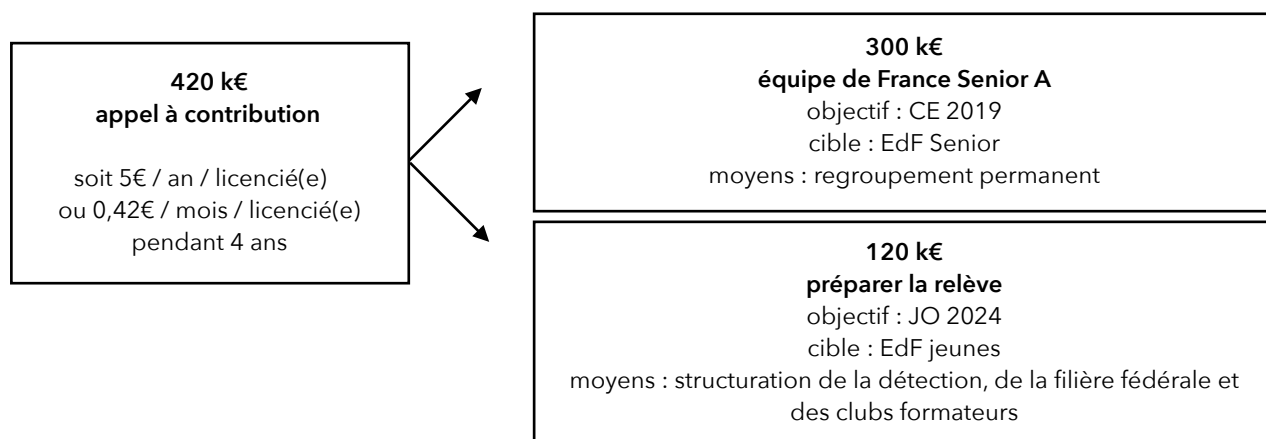 420 k€
appel à contribution
soit 5€ / an / licencié(e)
ou 0,42€ / mois / licencié(e)
pendant 4 ans
300 k€
équipe de France Senior A
objectif : CE 2019
cible : EdF Senior
moyens : regroupement permanent
120 k€
préparer la relève
objectif : JO 2024
cible : EdF jeunes
moyens : structuration de la détection, de la filière fédérale et
des clubs formateurs